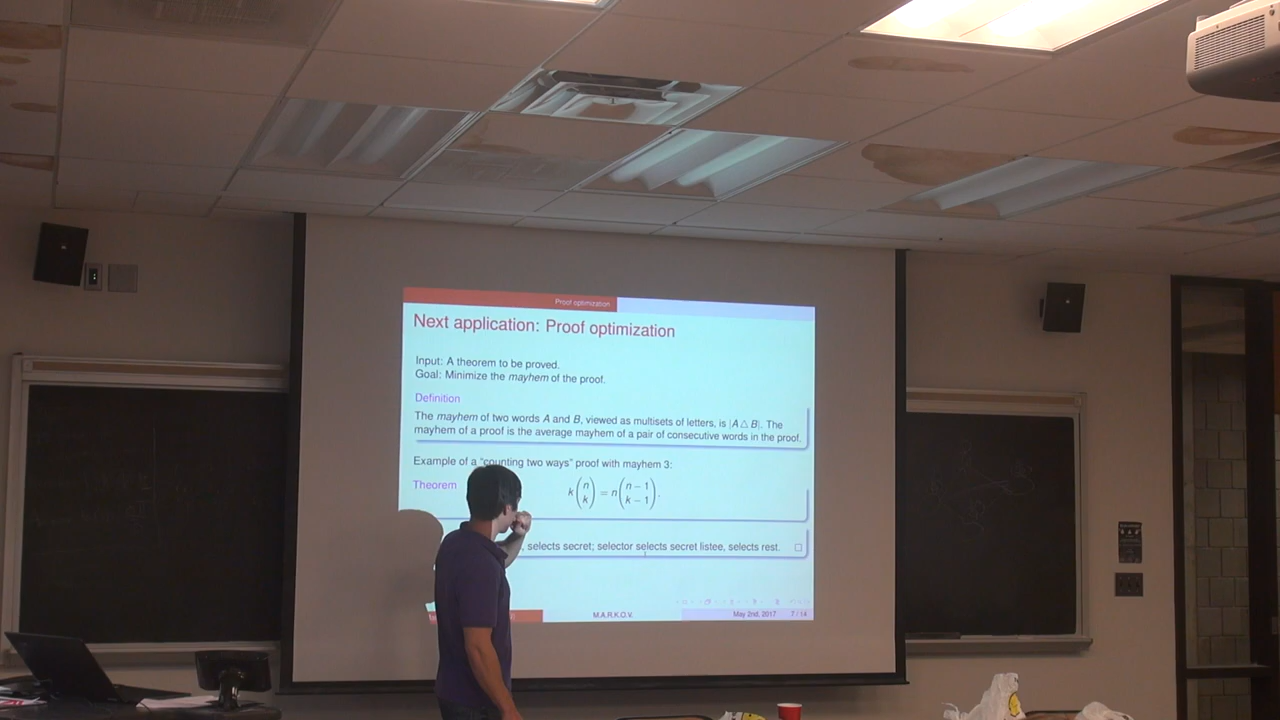 Proof optimization
Next application: Proof optimization
Input: A theorem to be proved.
Goal: Minimize the mayhem of the proof.
Definition
The mayhem of two words A and B, viewed as multisets of letters, is |A △ B|. The
mayhem of a proof is the average mayhem of a pair of consecutive words in the proof.
Example of a "counting two ways" proof with mayhem 3:
Theorem
k(n k) = n(n − 1 k − 1).
, selects secret; selector selects secret listee, selects rest. □
M.A.R.K.O.V.
May 2nd, 2017
7 / 14